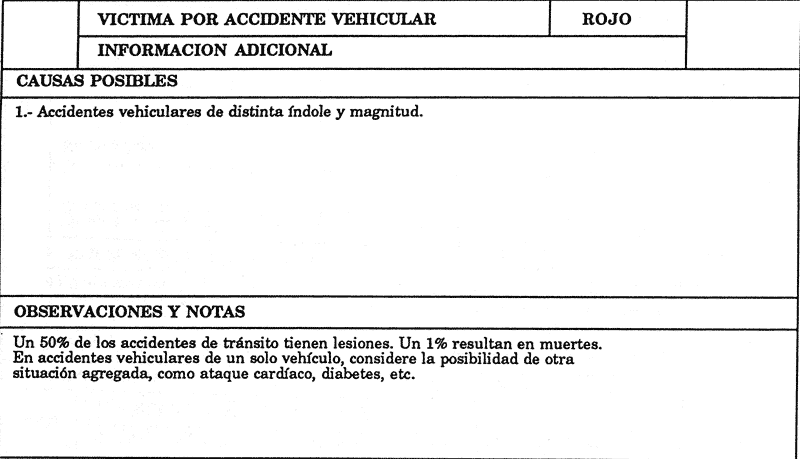 VICTIMA POR ACCIDENTE VEHICULAR
ROJO
INFORMACION ADICIONAL
CAUSAS POSIBLES
1.- Accidentes vehiculares de distinta índole y magnitud.
OBSERVACIONES Y NOTAS
Un 50% de los accidentes de tránsito tienen lesiones. Un 1% resultan en muertes.
En accidentes vehiculares de un solo vehículo, considere la posibilidad de otra
situación agregada, como ataque cardíaco, diabetes, etc.